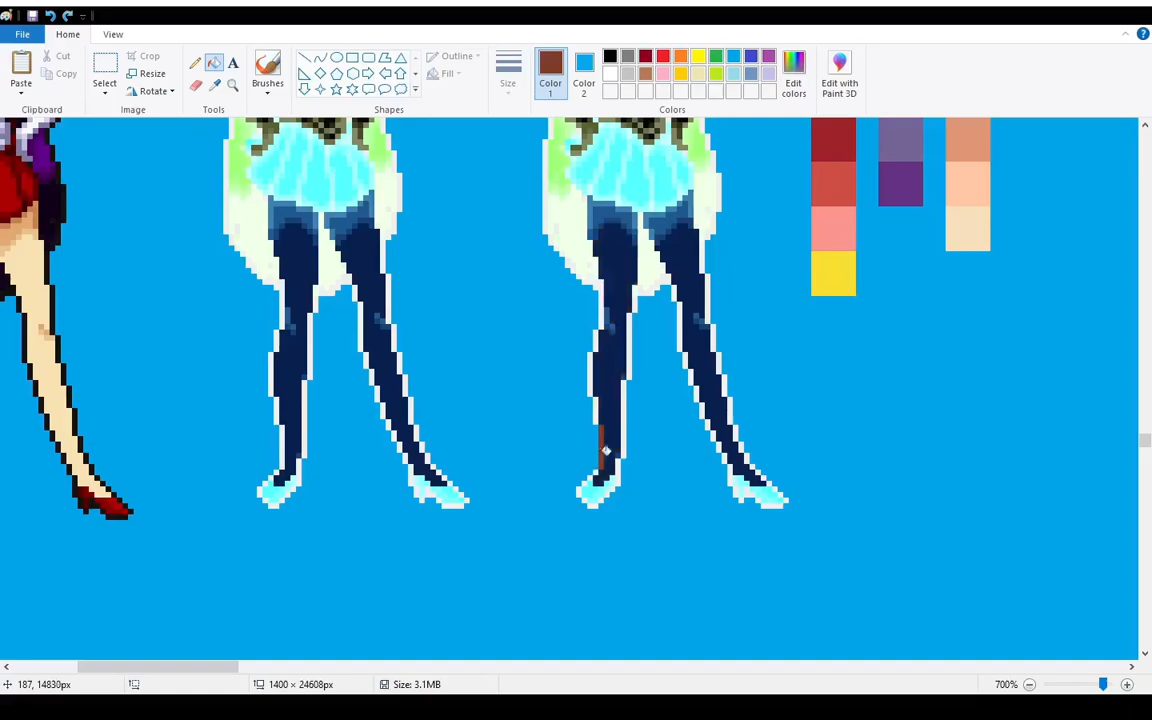 File
Home
View
Paste
Cut
Copy
Clipboard
Select
Crop
Resize
Rotate
Image
A
Tools
Brushes
Outline
Fill
Shapes
Size
Color 1
Color 2
Edit colors
Colors
Edit with Paint 3D
187, 14830px
1400 × 24608px
Size: 3.1MB
700%